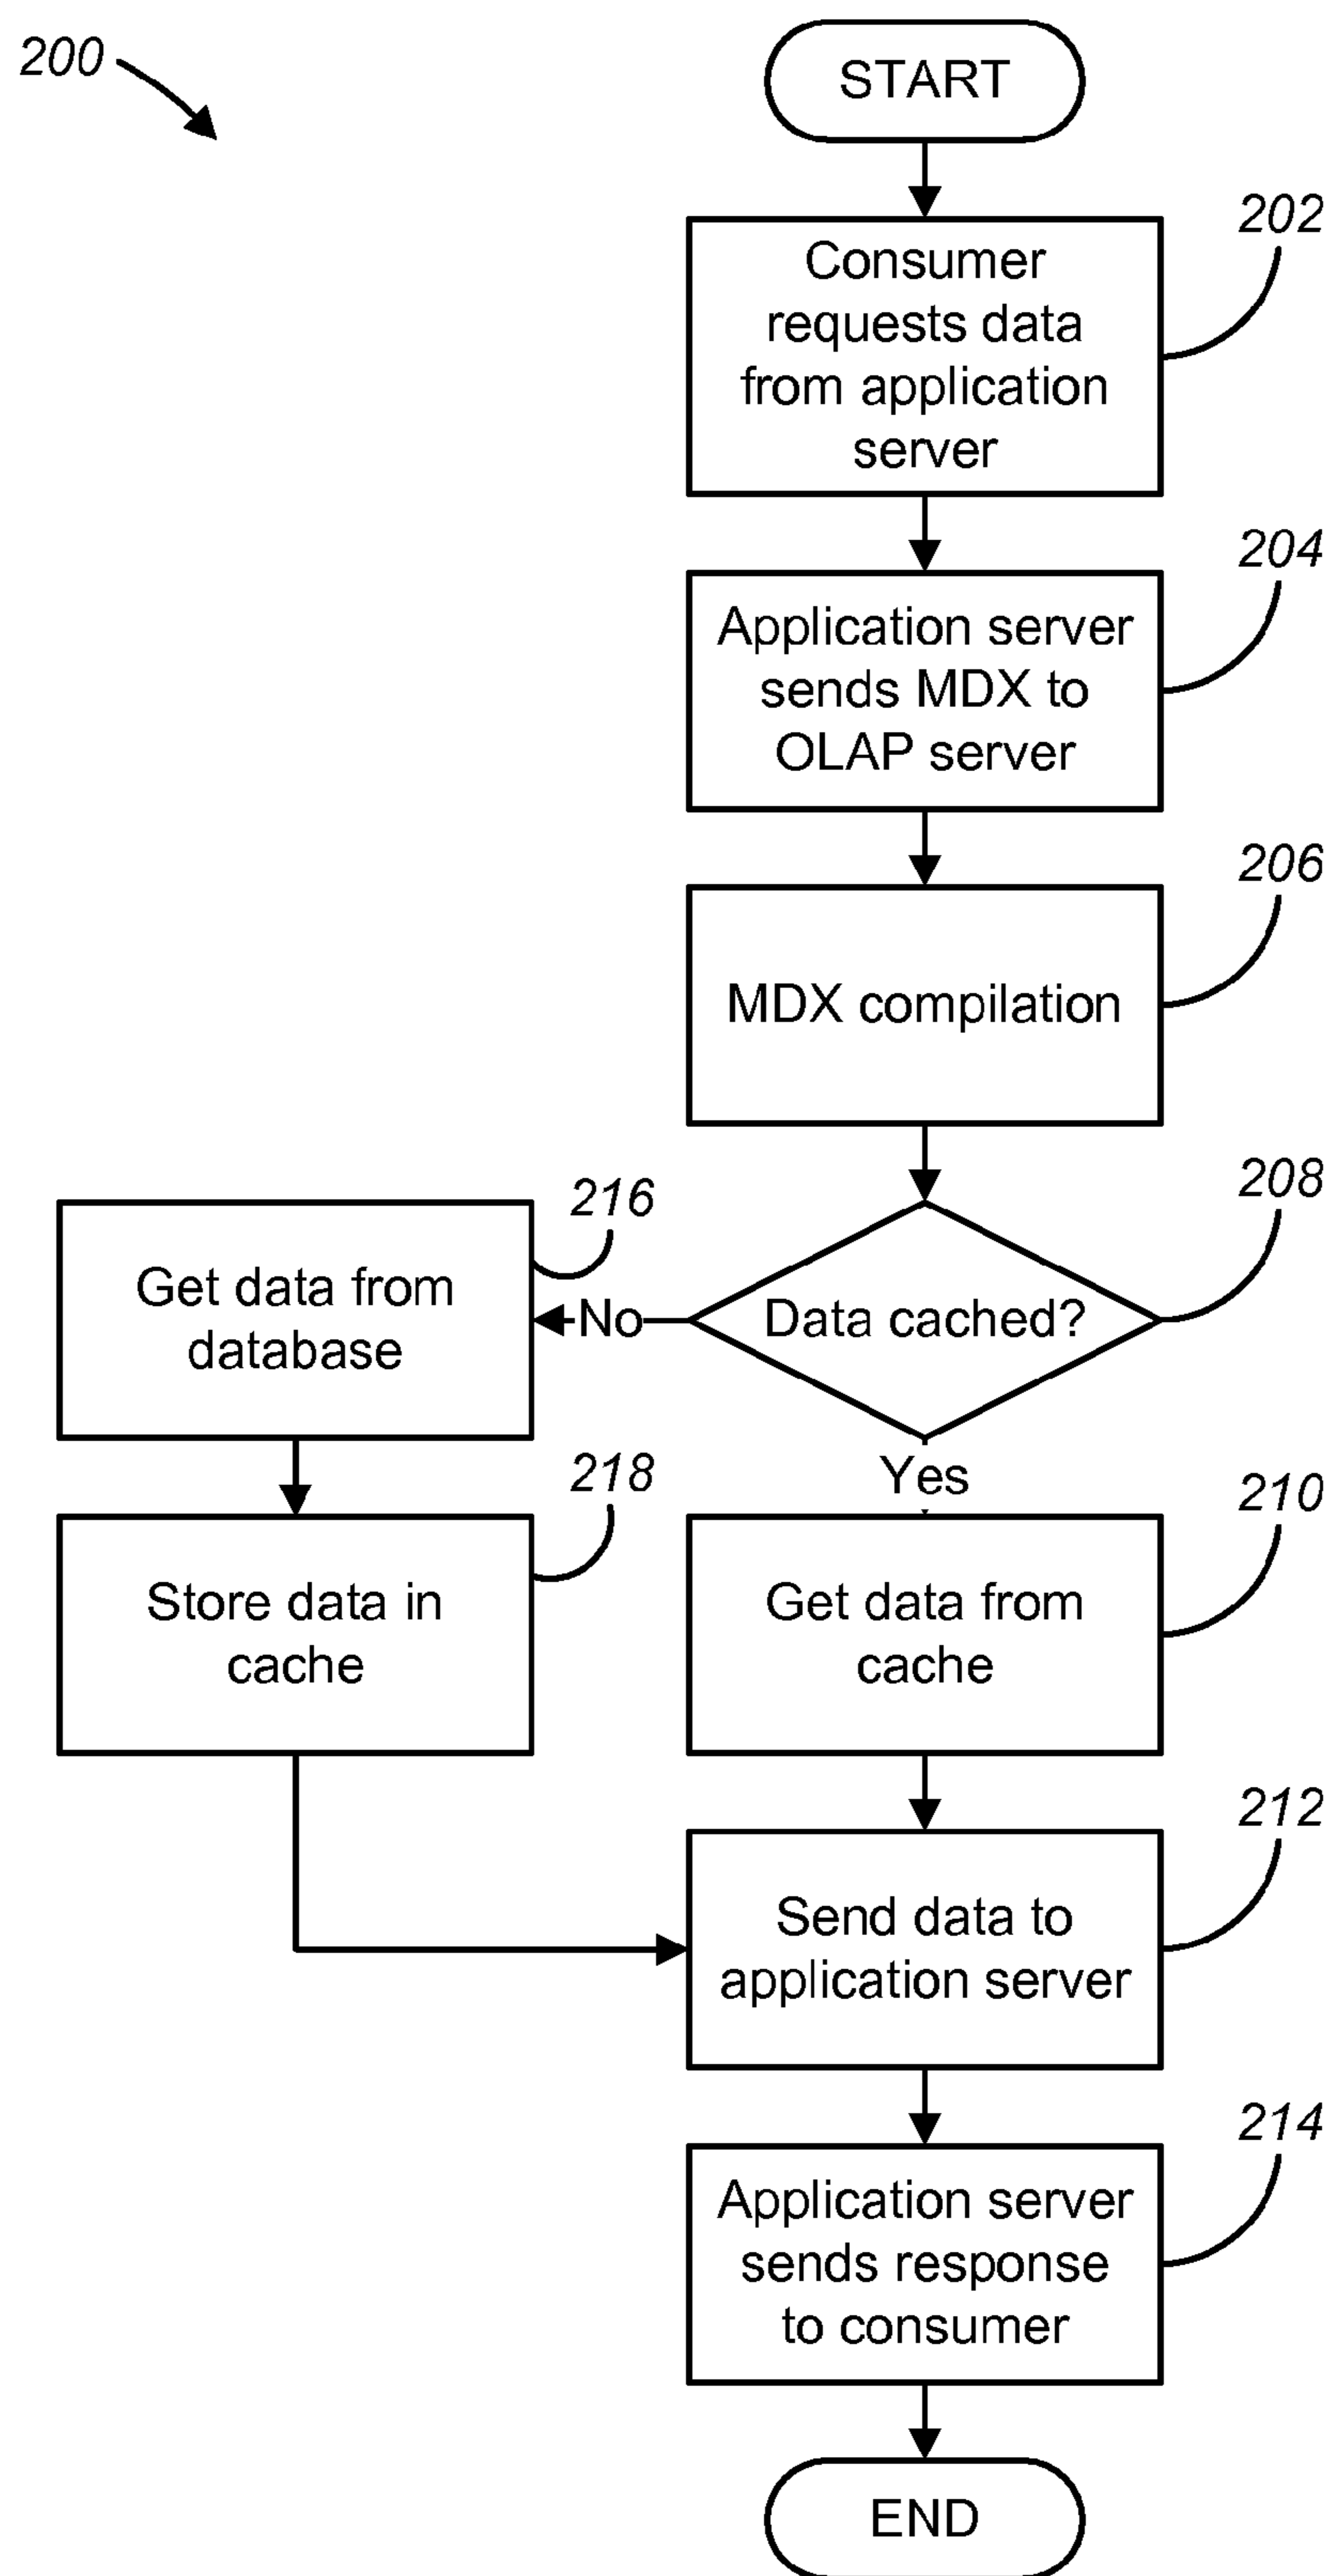 200
START
202
Consumer
requests data
from application
server
204
Application server
sends MDX to
OLAP server
206
MDX compilation
208
Data cached?
No
216
Get data from
database
Yes
218
Store data in
cache
210
Get data from
cache
212
Send data to
application server
214
Application server
sends response
to consumer
END